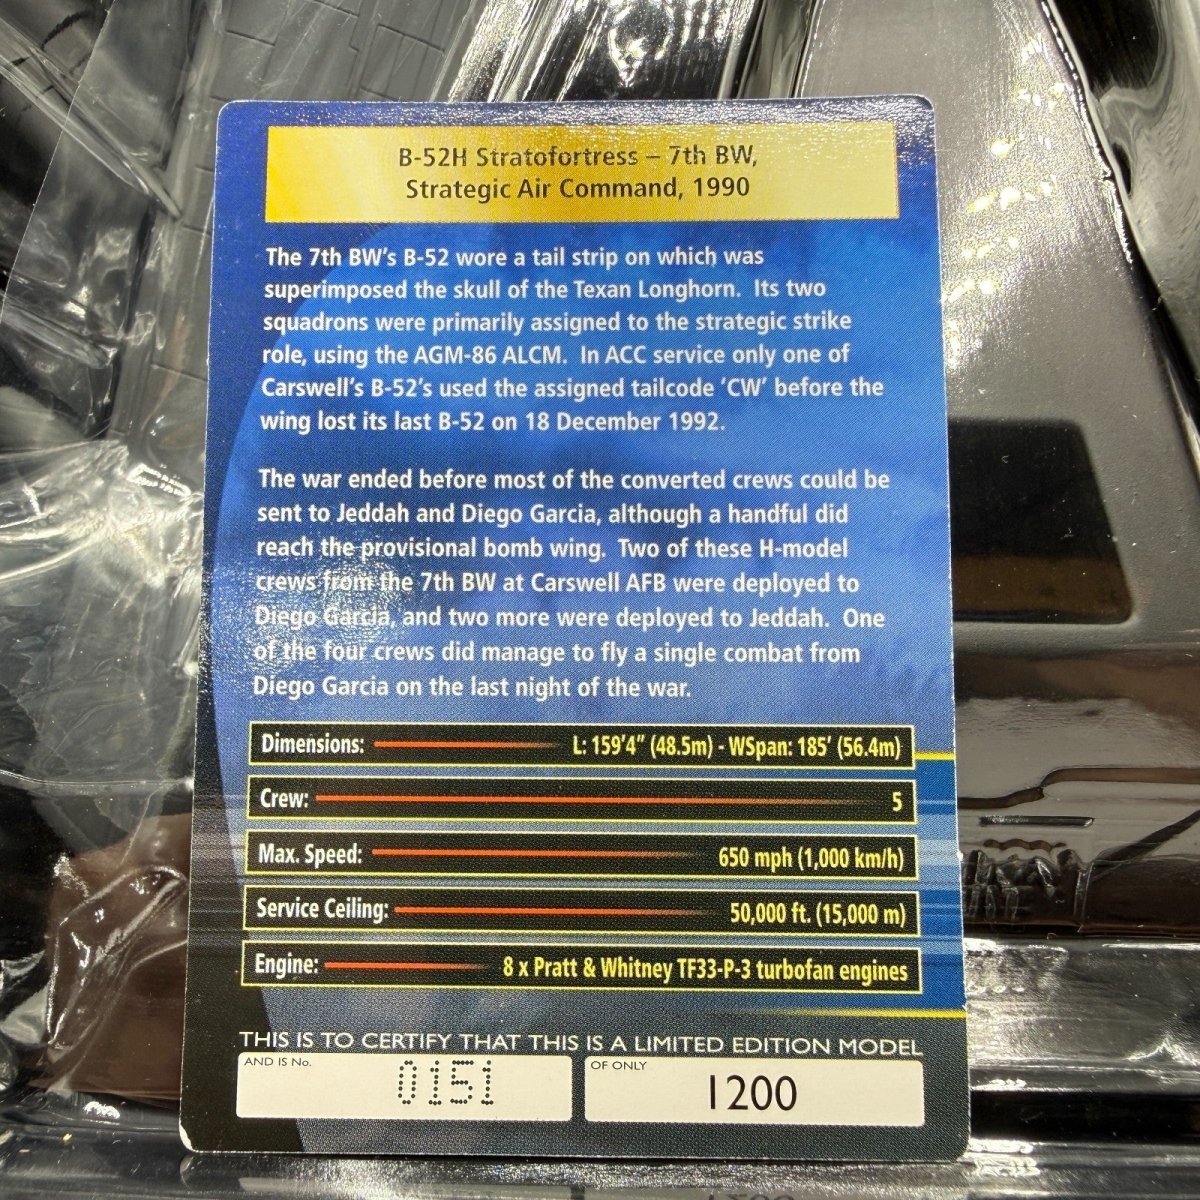 B-52H Stratofortress – 7th BW,
Strategic Air Command, 1990
The 7th BW's B-52 wore a tail strip on which was
superimposed the skull of the Texan Longhorn. Its two
squadrons were primarily assigned to the strategic strike
role, using the AGM-86 ALCM. In ACC service only one of
Carswell's B-52's used the assigned tailcode 'CW' before the
wing lost its last B-52 on 18 December 1992.
The war ended before most of the converted crews could be
sent to Jeddah and Diego Garcia, although a handful did
reach the provisional bomb wing. Two of these H-model
crews from the 7th BW at Carswell AFB were deployed to
Diego Garcia, and two more were deployed to Jeddah. One
of the four crews did manage to fly a single combat from
Diego Garcia on the last night of the war.
Dimensions: L: 159'4" (48.5m) - WSpan: 185' (56.4m)
Crew: 5
Max. Speed: 650 mph (1,000 km/h)
Service Ceiling: 50,000 ft. (15,000 m)
Engine: 8 x Pratt & Whitney TF33-P-3 turbofan engines
THIS IS TO CERTIFY THAT THIS IS A LIMITED EDITION MODEL
AND IS No. 0151 OF ONLY 1200